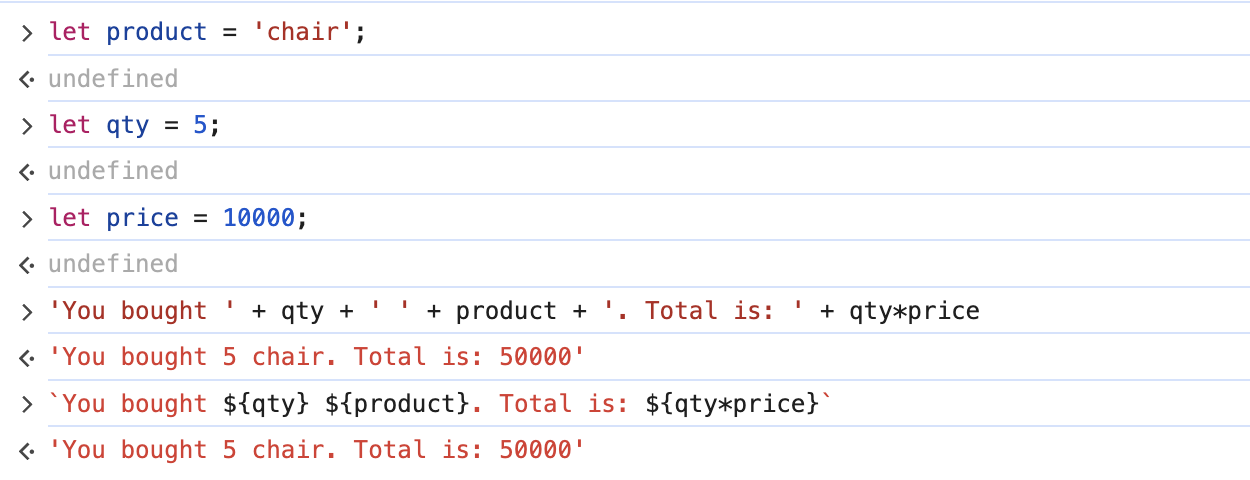 > let product = 'chair';
<· undefined
> let qty = 5;
<· undefined
> let price = 10000;
<· undefined
> 'You bought ' + qty + ' ' + product + '. Total is: ' + qty*price
<· 'You bought 5 chair. Total is: 50000'
> `You bought ${qty} ${product}. Total is: ${qty*price}`
<· 'You bought 5 chair. Total is: 50000'